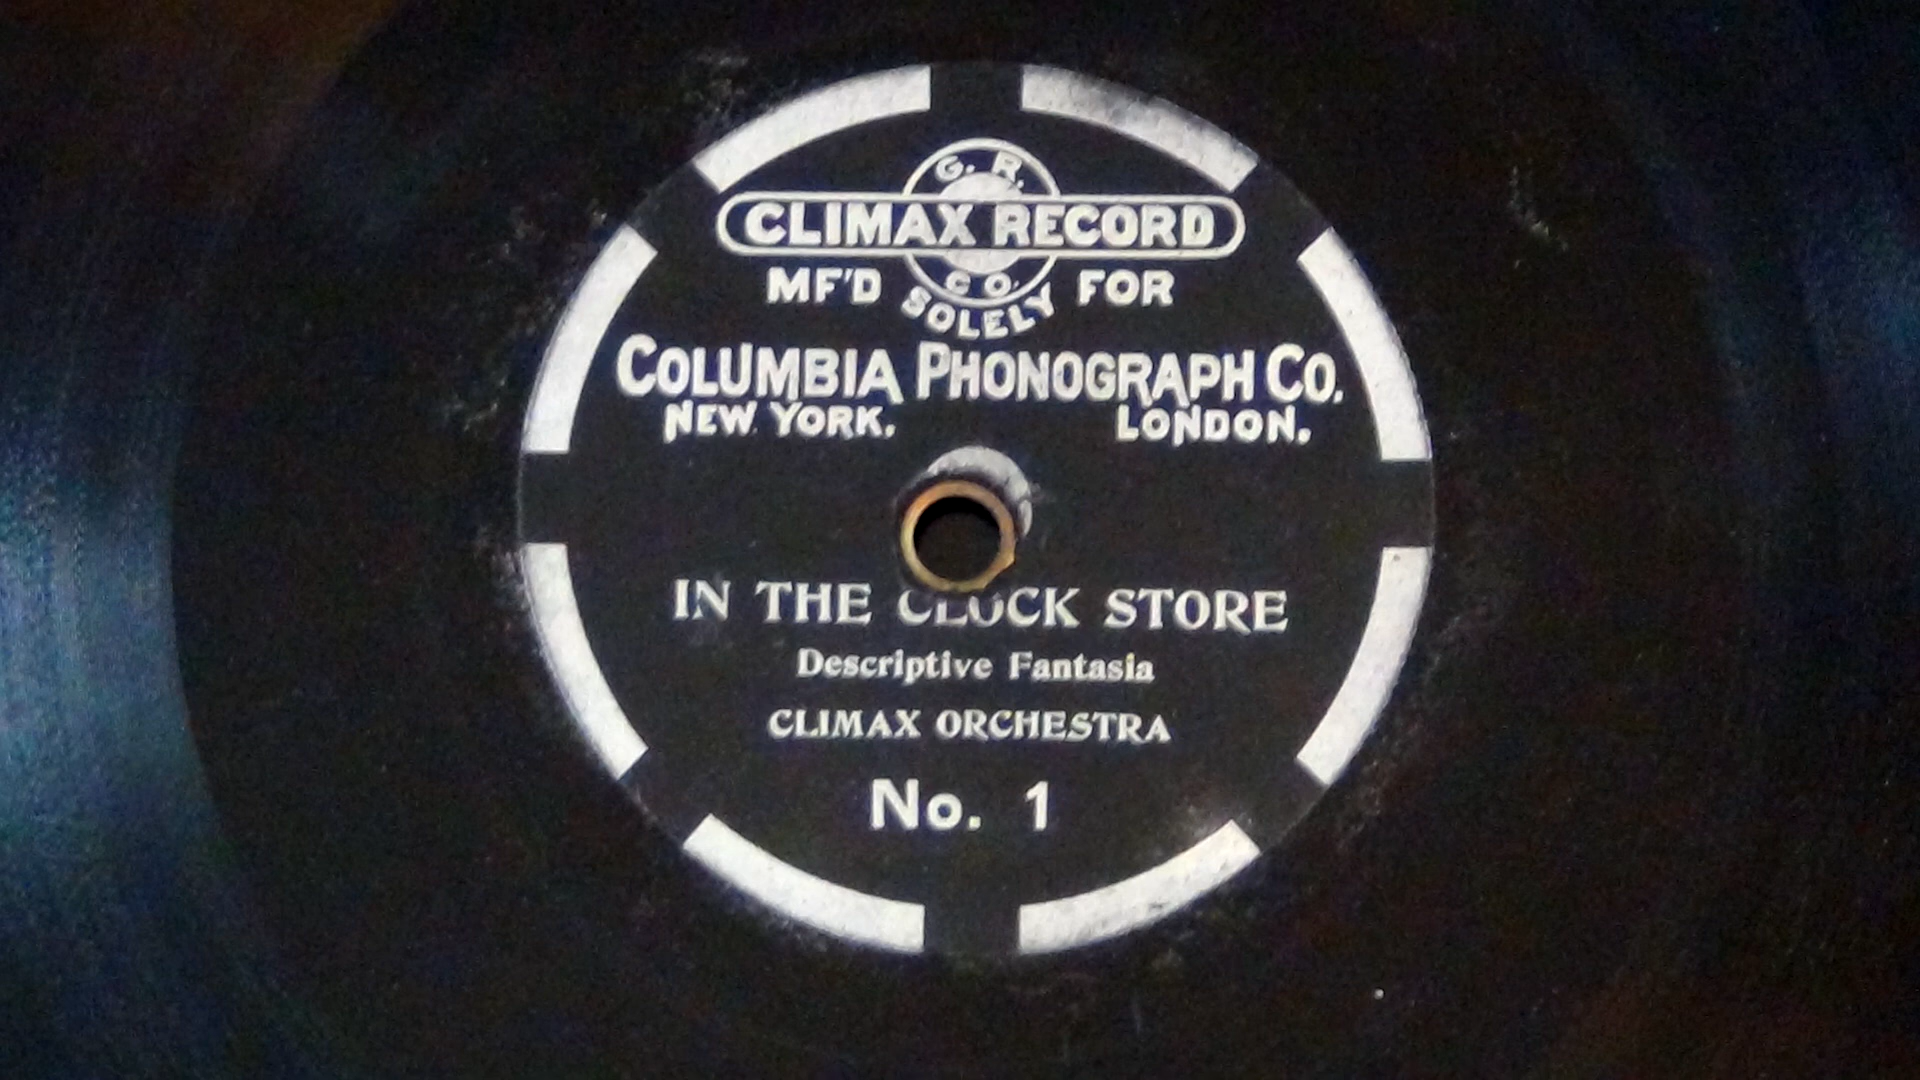 G. R.
CLIMAX RECORD
CO.
MF'D SOLELY FOR
COLUMBIA PHONOGRAPH CO.
NEW YORK. LONDON.
IN THE CLOCK STORE
Descriptive Fantasia
CLIMAX ORCHESTRA
No. 1